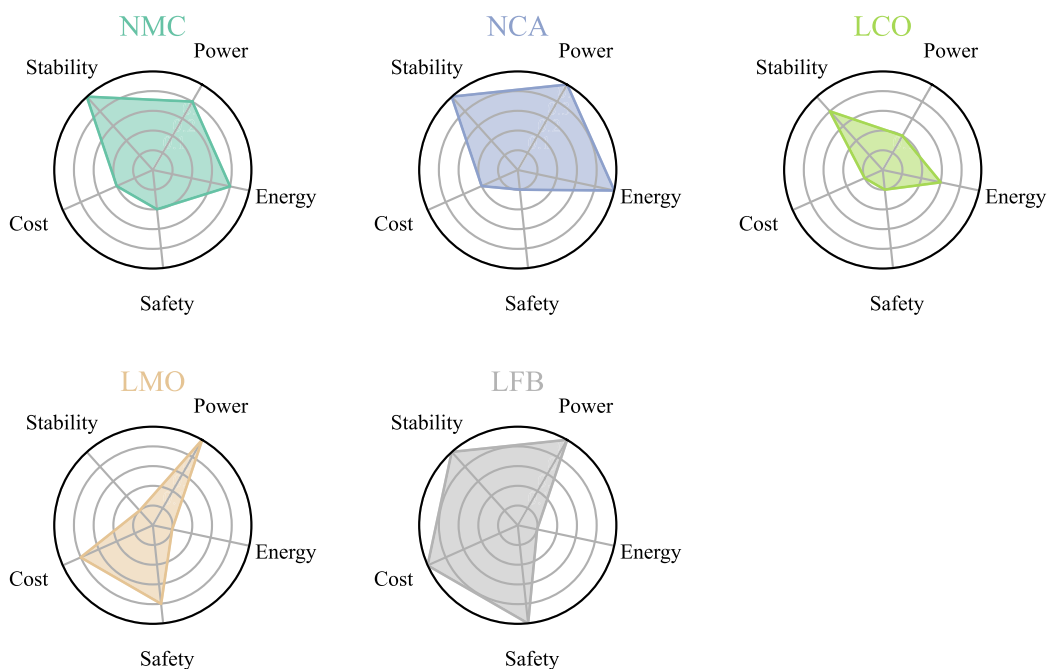 NMC
Power
Stability
Energy
Cost
Safety
NCA
Power
Stability
Energy
Cost
Safety
LCO
Power
Stability
Energy
Cost
Safety
LMO
Power
Stability
Energy
Cost
Safety
LFB
Power
Stability
Energy
Cost
Safety